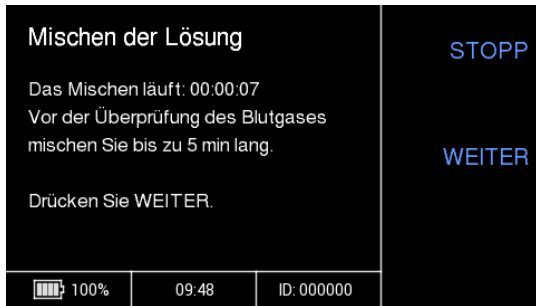 Mischen der Lösung
STOPP
Das Mischen läuft: 00:00:07
Vor der Überprüfung des Blutgases
mischen Sie bis zu 5 min lang.
WEITER
Drücken Sie WEITER.
100%
09:48
ID: 000000